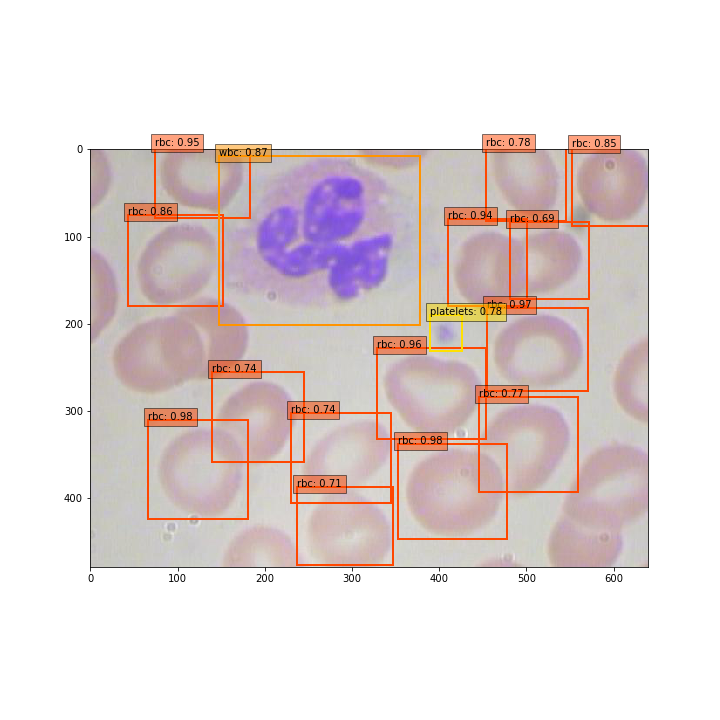 rbc: 0.95
rbc: 0.78
rbc: 0.85
wbc: 0.87
rbc: 0.86
rbc: 0.94
rbc: 0.69
rbc: 0.97
platelets: 0.78
rbc: 0.96
rbc: 0.74
rbc: 0.77
rbc: 0.98
rbc: 0.74
rbc: 0.98
rbc: 0.71
0
100
200
300
400
0 100 200 300 400 500 600